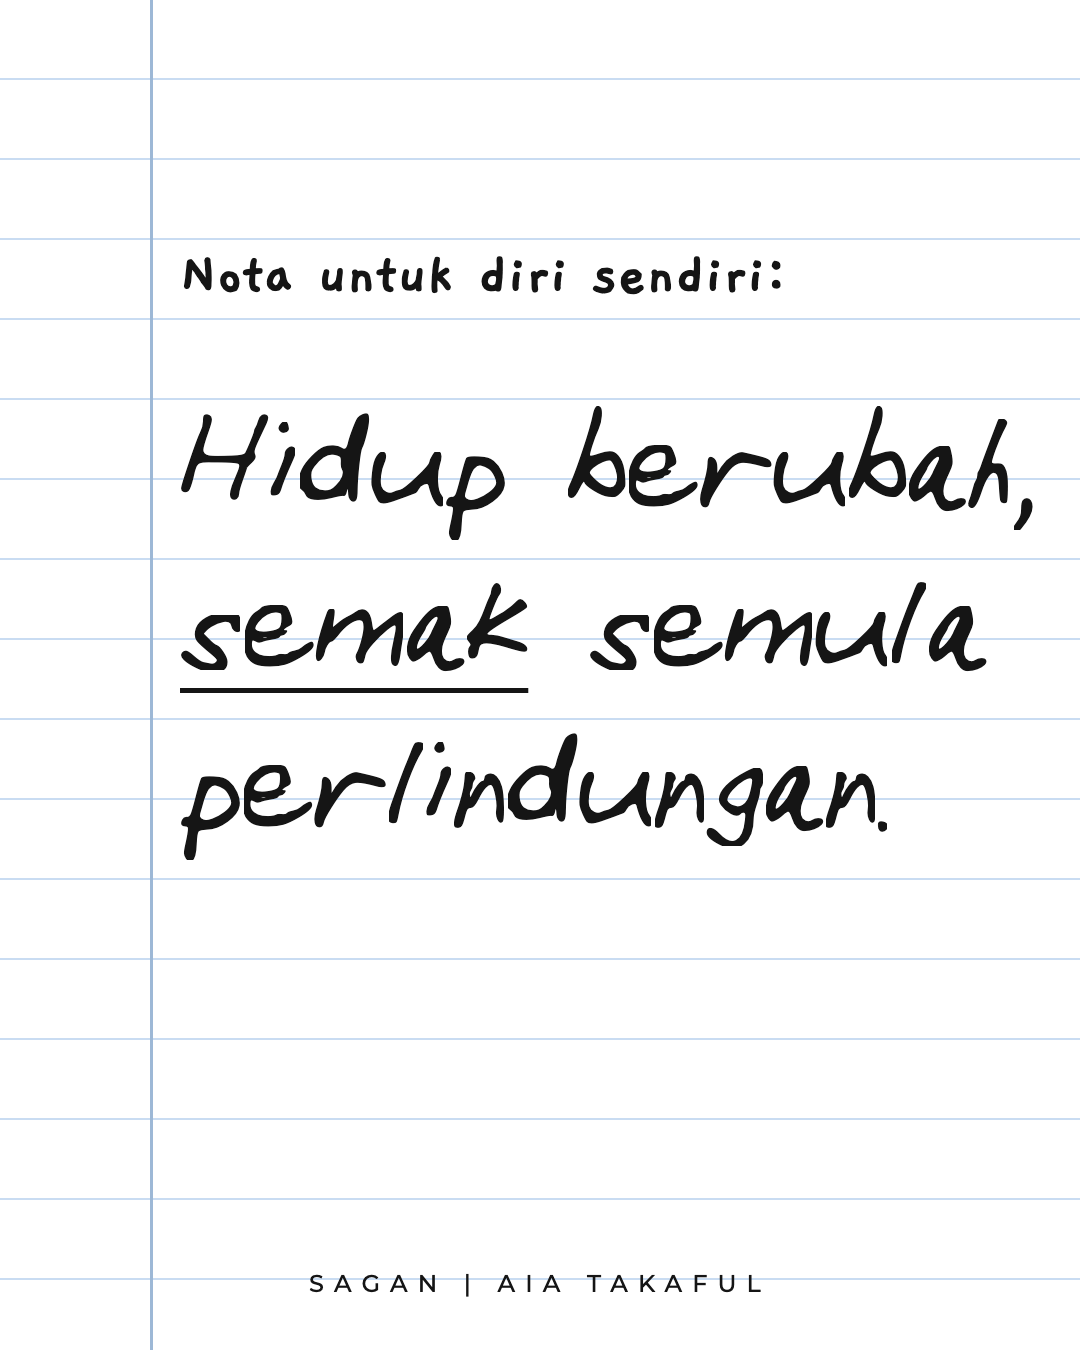 Nota untuk diri sendiri:
Hidup berubah,
semak semula
perlindungan.
SAGAN | AIA TAKAFUL